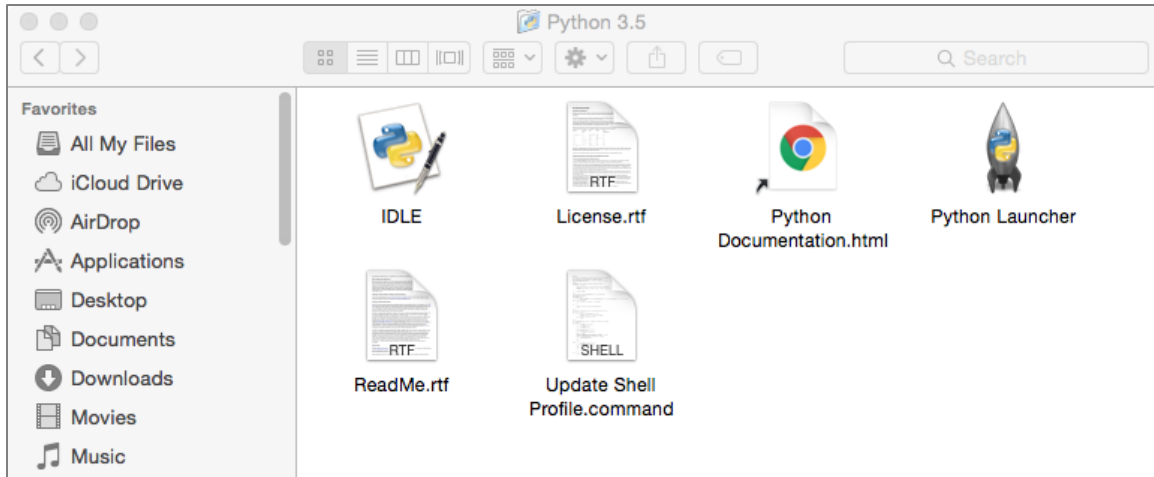 Python 3.5
Search
Favorites
All My Files
iCloud Drive
AirDrop
Applications
Desktop
Documents
Downloads
Movies
Music
IDLE
RTF
License.rtf
Python
Documentation.html
Python Launcher
RTF
ReadMe.rtf
SHELL
Update Shell
Profile.command